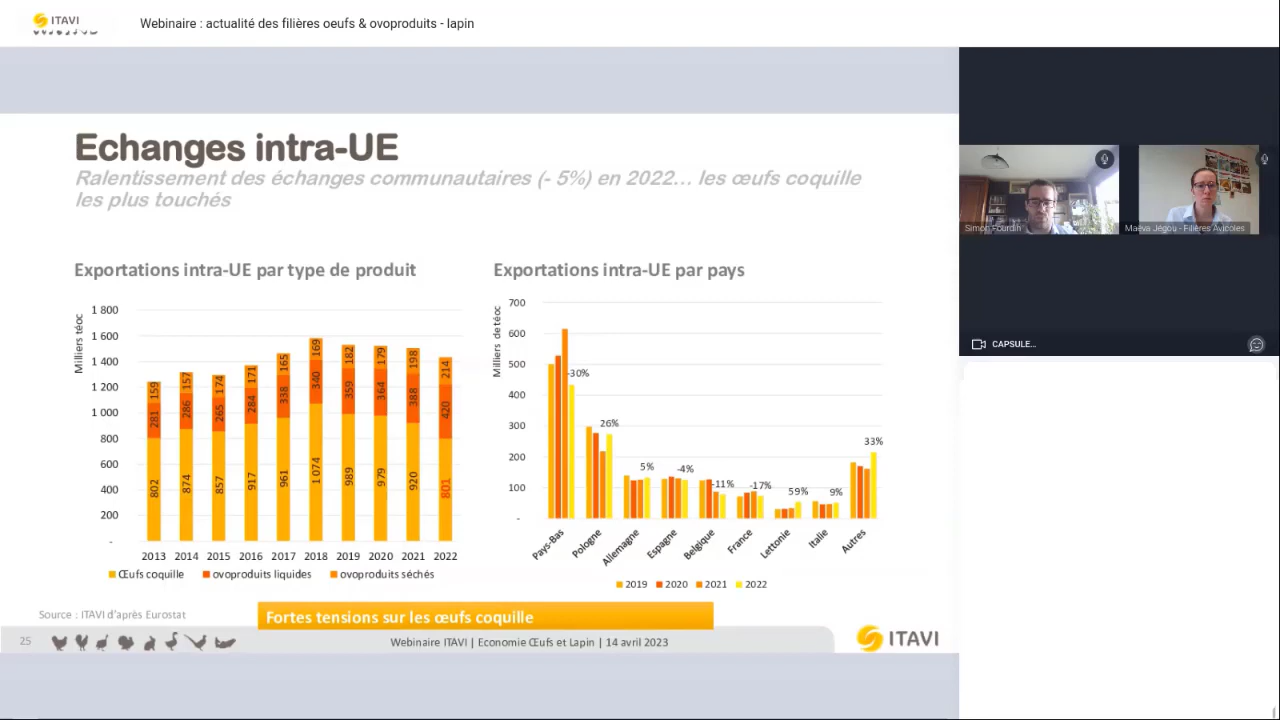 ITAVI
Webinaire : actualité des filières oeufs & ovoproduits - lapin
Echanges intra-UE
Ralentissement des échanges communautaires (- 5%) en 2022... les œufs coquille
les plus touchés
Exportations intra-UE par type de produit
Milliers téoc
1 800
1 600
1 400
1 200
1 000
800
600
400
200
-
159 157 174 171 165 169 182 179 198 214
281 286 265 284 338 340 359 364 388 420
802 874 857 917 961 1 074 989 979 920 801
2013 2014 2015 2016 2017 2018 2019 2020 2021 2022
Œufs coquille ovoproduits liquides ovoproduits séchés
Exportations intra-UE par pays
Milliers de téoc
700
600
500
400
300
200
100
-
-30% 26% 5% -4% -11% -17% 59% 9% 33%
Pays-Bas Pologne Allemagne Espagne Belgique France Lettonie Italie Autres
2019 2020 2021 2022
Source : ITAVI d'après Eurostat
Fortes tensions sur les œufs coquille
25
Webinaire ITAVI | Economie Œufs et Lapin | 14 avril 2023
ITAVI
Simon Fourdin
Maëva Jégou - Filières Avicoles
CAPSULE...